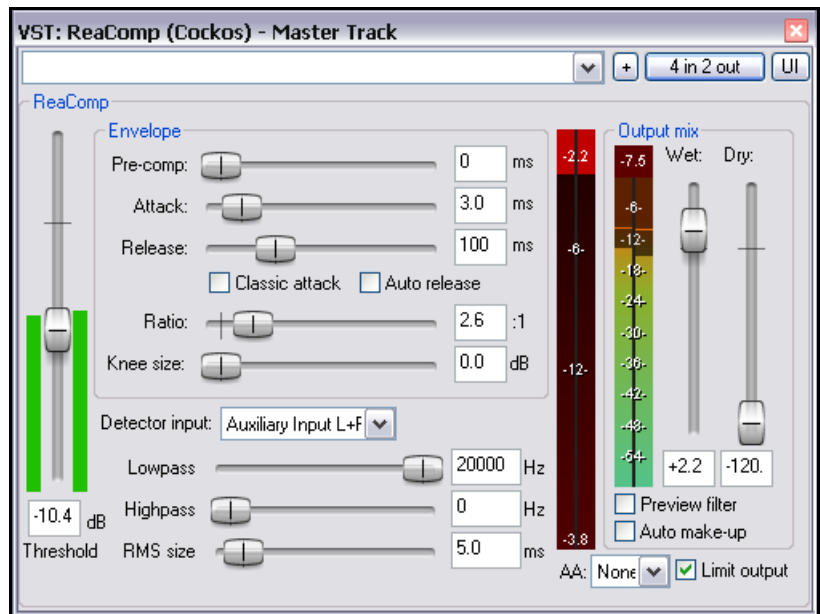 VST: ReaComp (Cockos) - Master Track
+ 4 in 2 out UI
ReaComp
Envelope
Pre-comp: 0 ms
Attack: 3.0 ms
Release: 100 ms
Classic attack Auto release
Ratio: 2.6 :1
Knee size: 0.0 dB
Detector input: Auxiliary Input L+F
Lowpass 20000 Hz
Highpass 0 Hz
RMS size 5.0 ms
-10.4 dB
Threshold
-2.2
-6-
-12-
-3.8
Output mix
Wet: Dry:
-7.5
-6-
-12-
-18-
-24-
-30-
-36-
-42-
-48-
-54-
+2.2 -120.
Preview filter
Auto make-up
AA: None Limit output